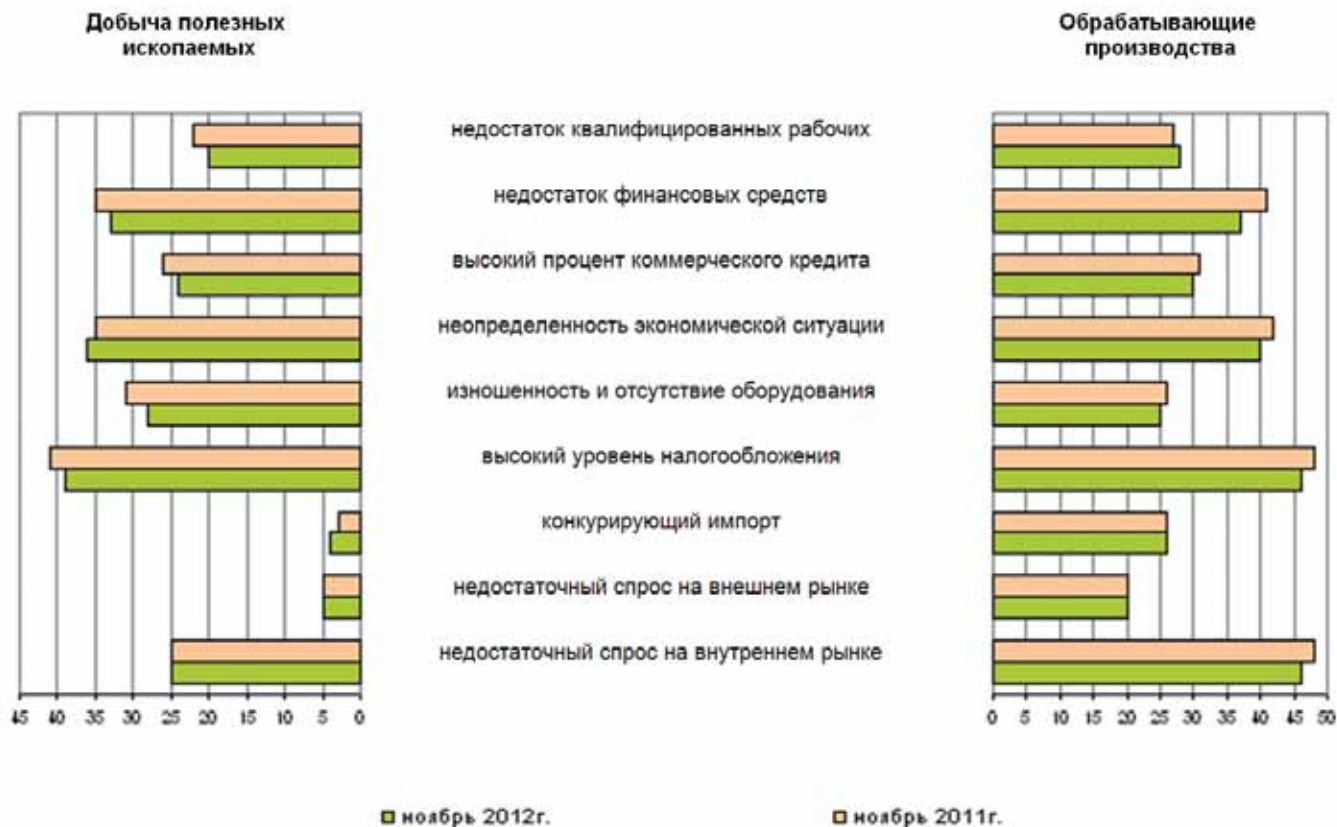 Добыча полезных
ископаемых
Обрабатывающие
производства
недостаток квалифицированных рабочих
недостаток финансовых средств
высокий процент коммерческого кредита
неопределенность экономической ситуации
изношенность и отсутствие оборудования
высокий уровень налогообложения
конкурирующий импорт
недостаточный спрос на внешнем рынке
недостаточный спрос на внутреннем рынке
45 40 35 30 25 20 15 10 5 0
0 5 10 15 20 25 30 35 40 45 50
ноябрь 2012г.
ноябрь 2011г.